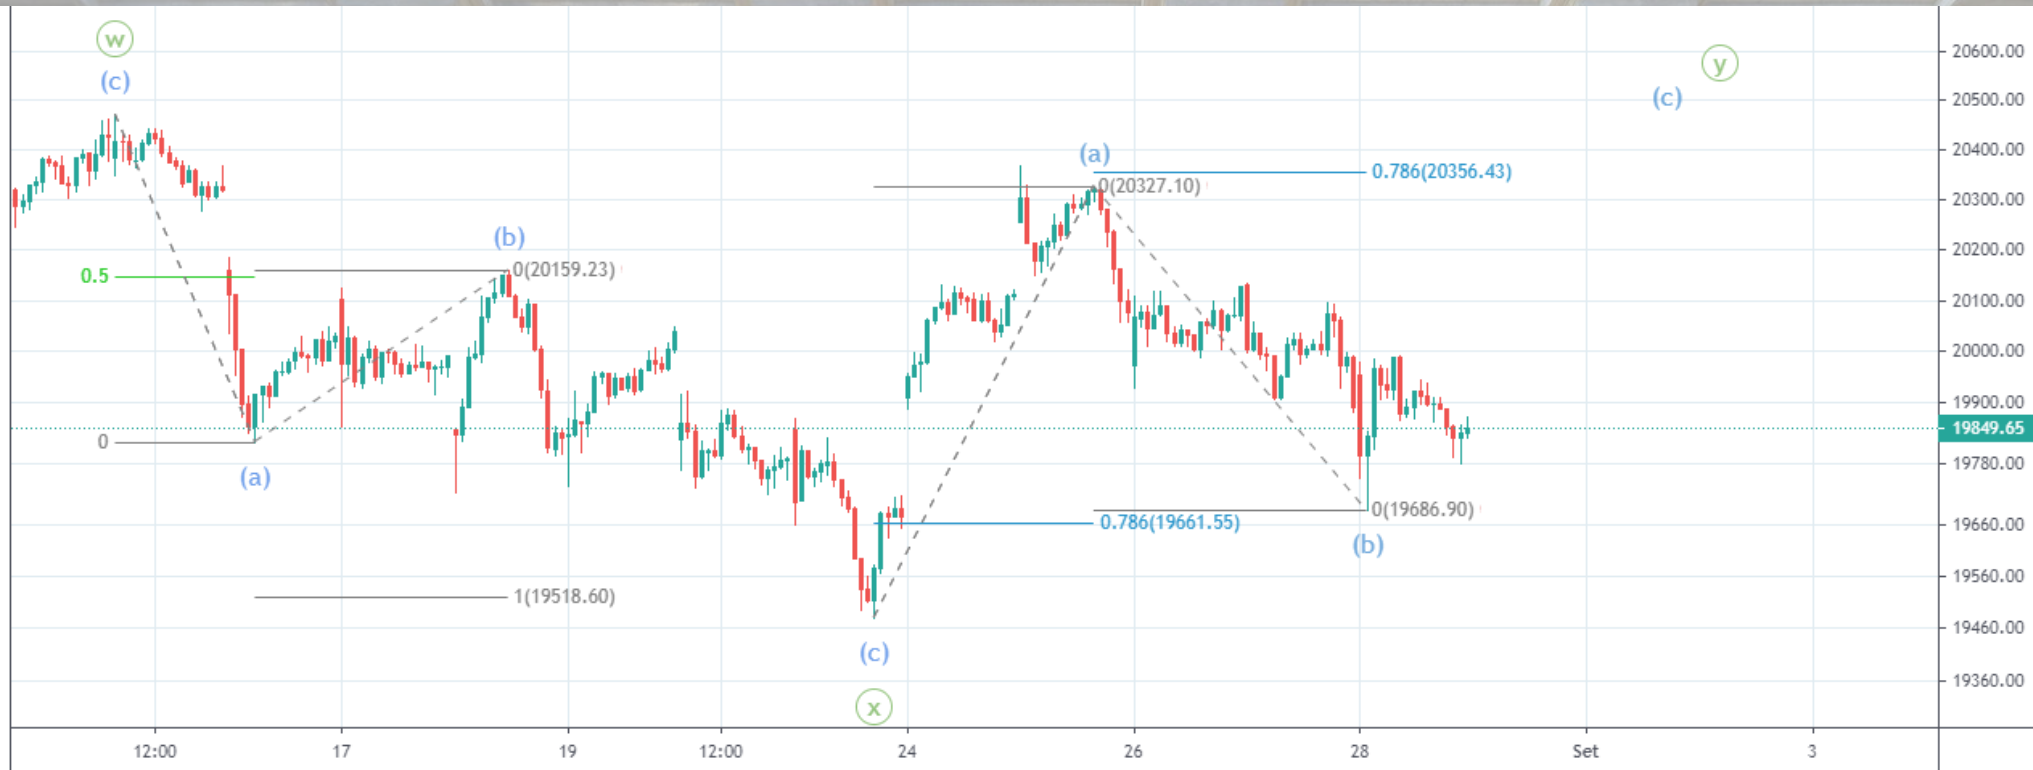 w
(c)
20600.00
y
(c)
20500.00
(a)
20400.00
0.786(20356.43)
0(20327.10)
20300.00
(b)
20200.00
0.5
0(20159.23)
20100.00
20000.00
19900.00
0
19849.65
(a)
19780.00
0(19686.90)
0.786(19661.55)
19660.00
(b)
19560.00
1(19518.60)
19460.00
(c)
19360.00
x
12:00 17 19 12:00 24 26 28 Set 3